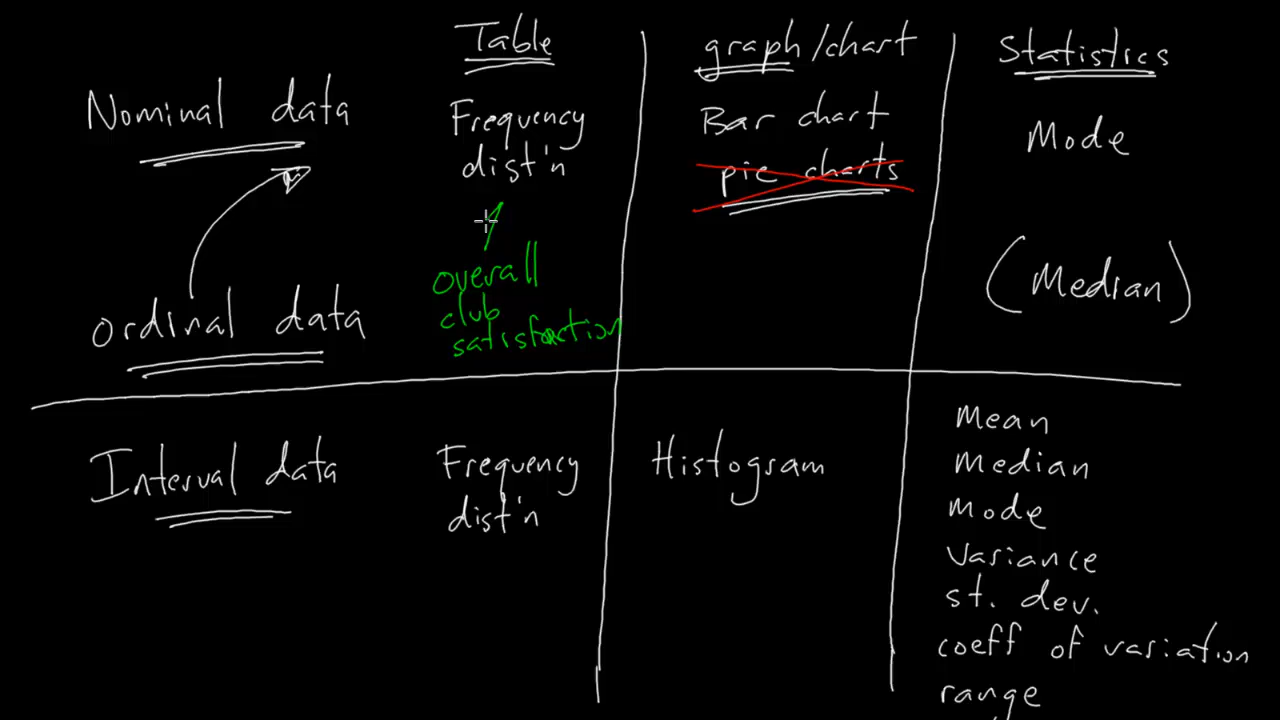 Table
graph/chart
Statistics
Nominal data
Frequency
dist'n
Bar chart
pie charts
Mode
ordinal data
overall
club
satisfaction
(Median)
Interval data
Frequency
dist'n
Histogram
Mean
Median
Mode
Variance
st. dev.
coeff of variation
range